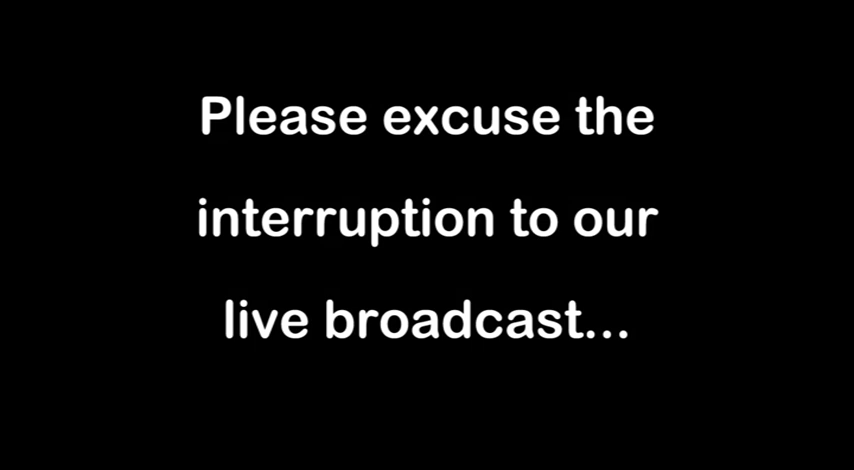 Please excuse the
interruption to our
live broadcast...